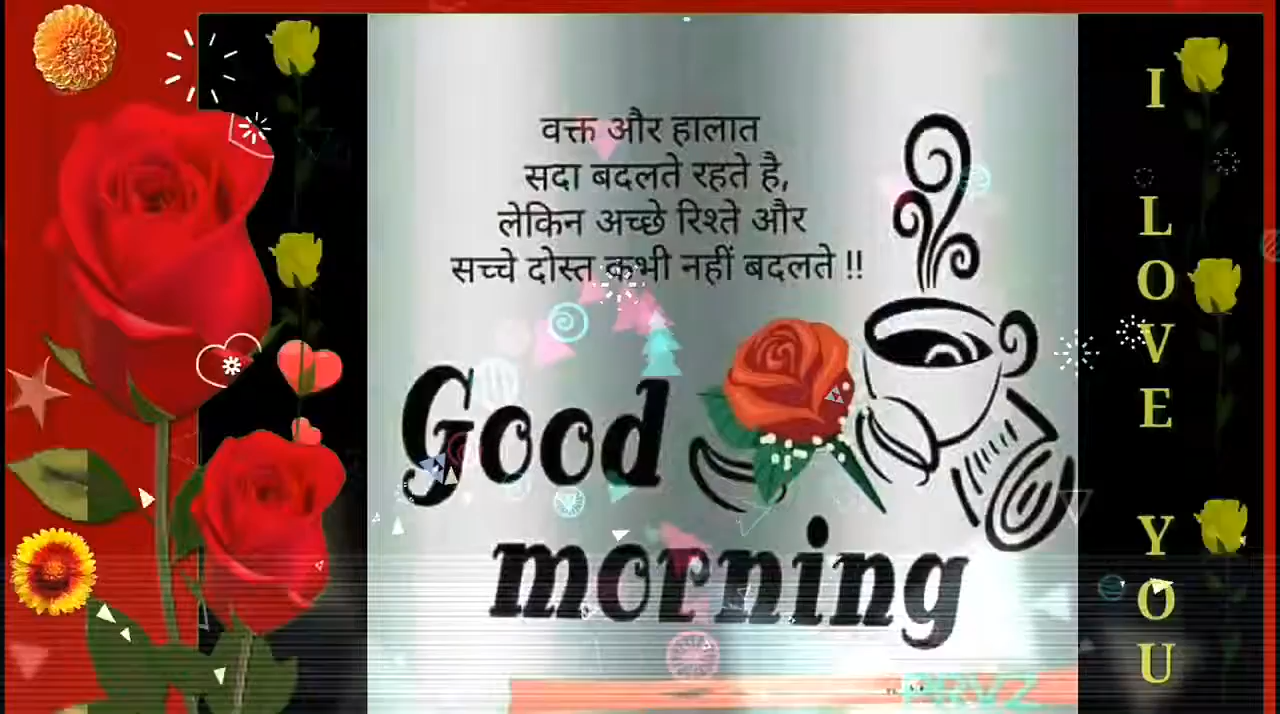 वक्त और हालात
सदा बदलते रहते है,
लेकिन अच्छे रिश्ते और
सच्चे दोस्त कभी नहीं बदलते !!
Good
morning
I
LOVE
YOU